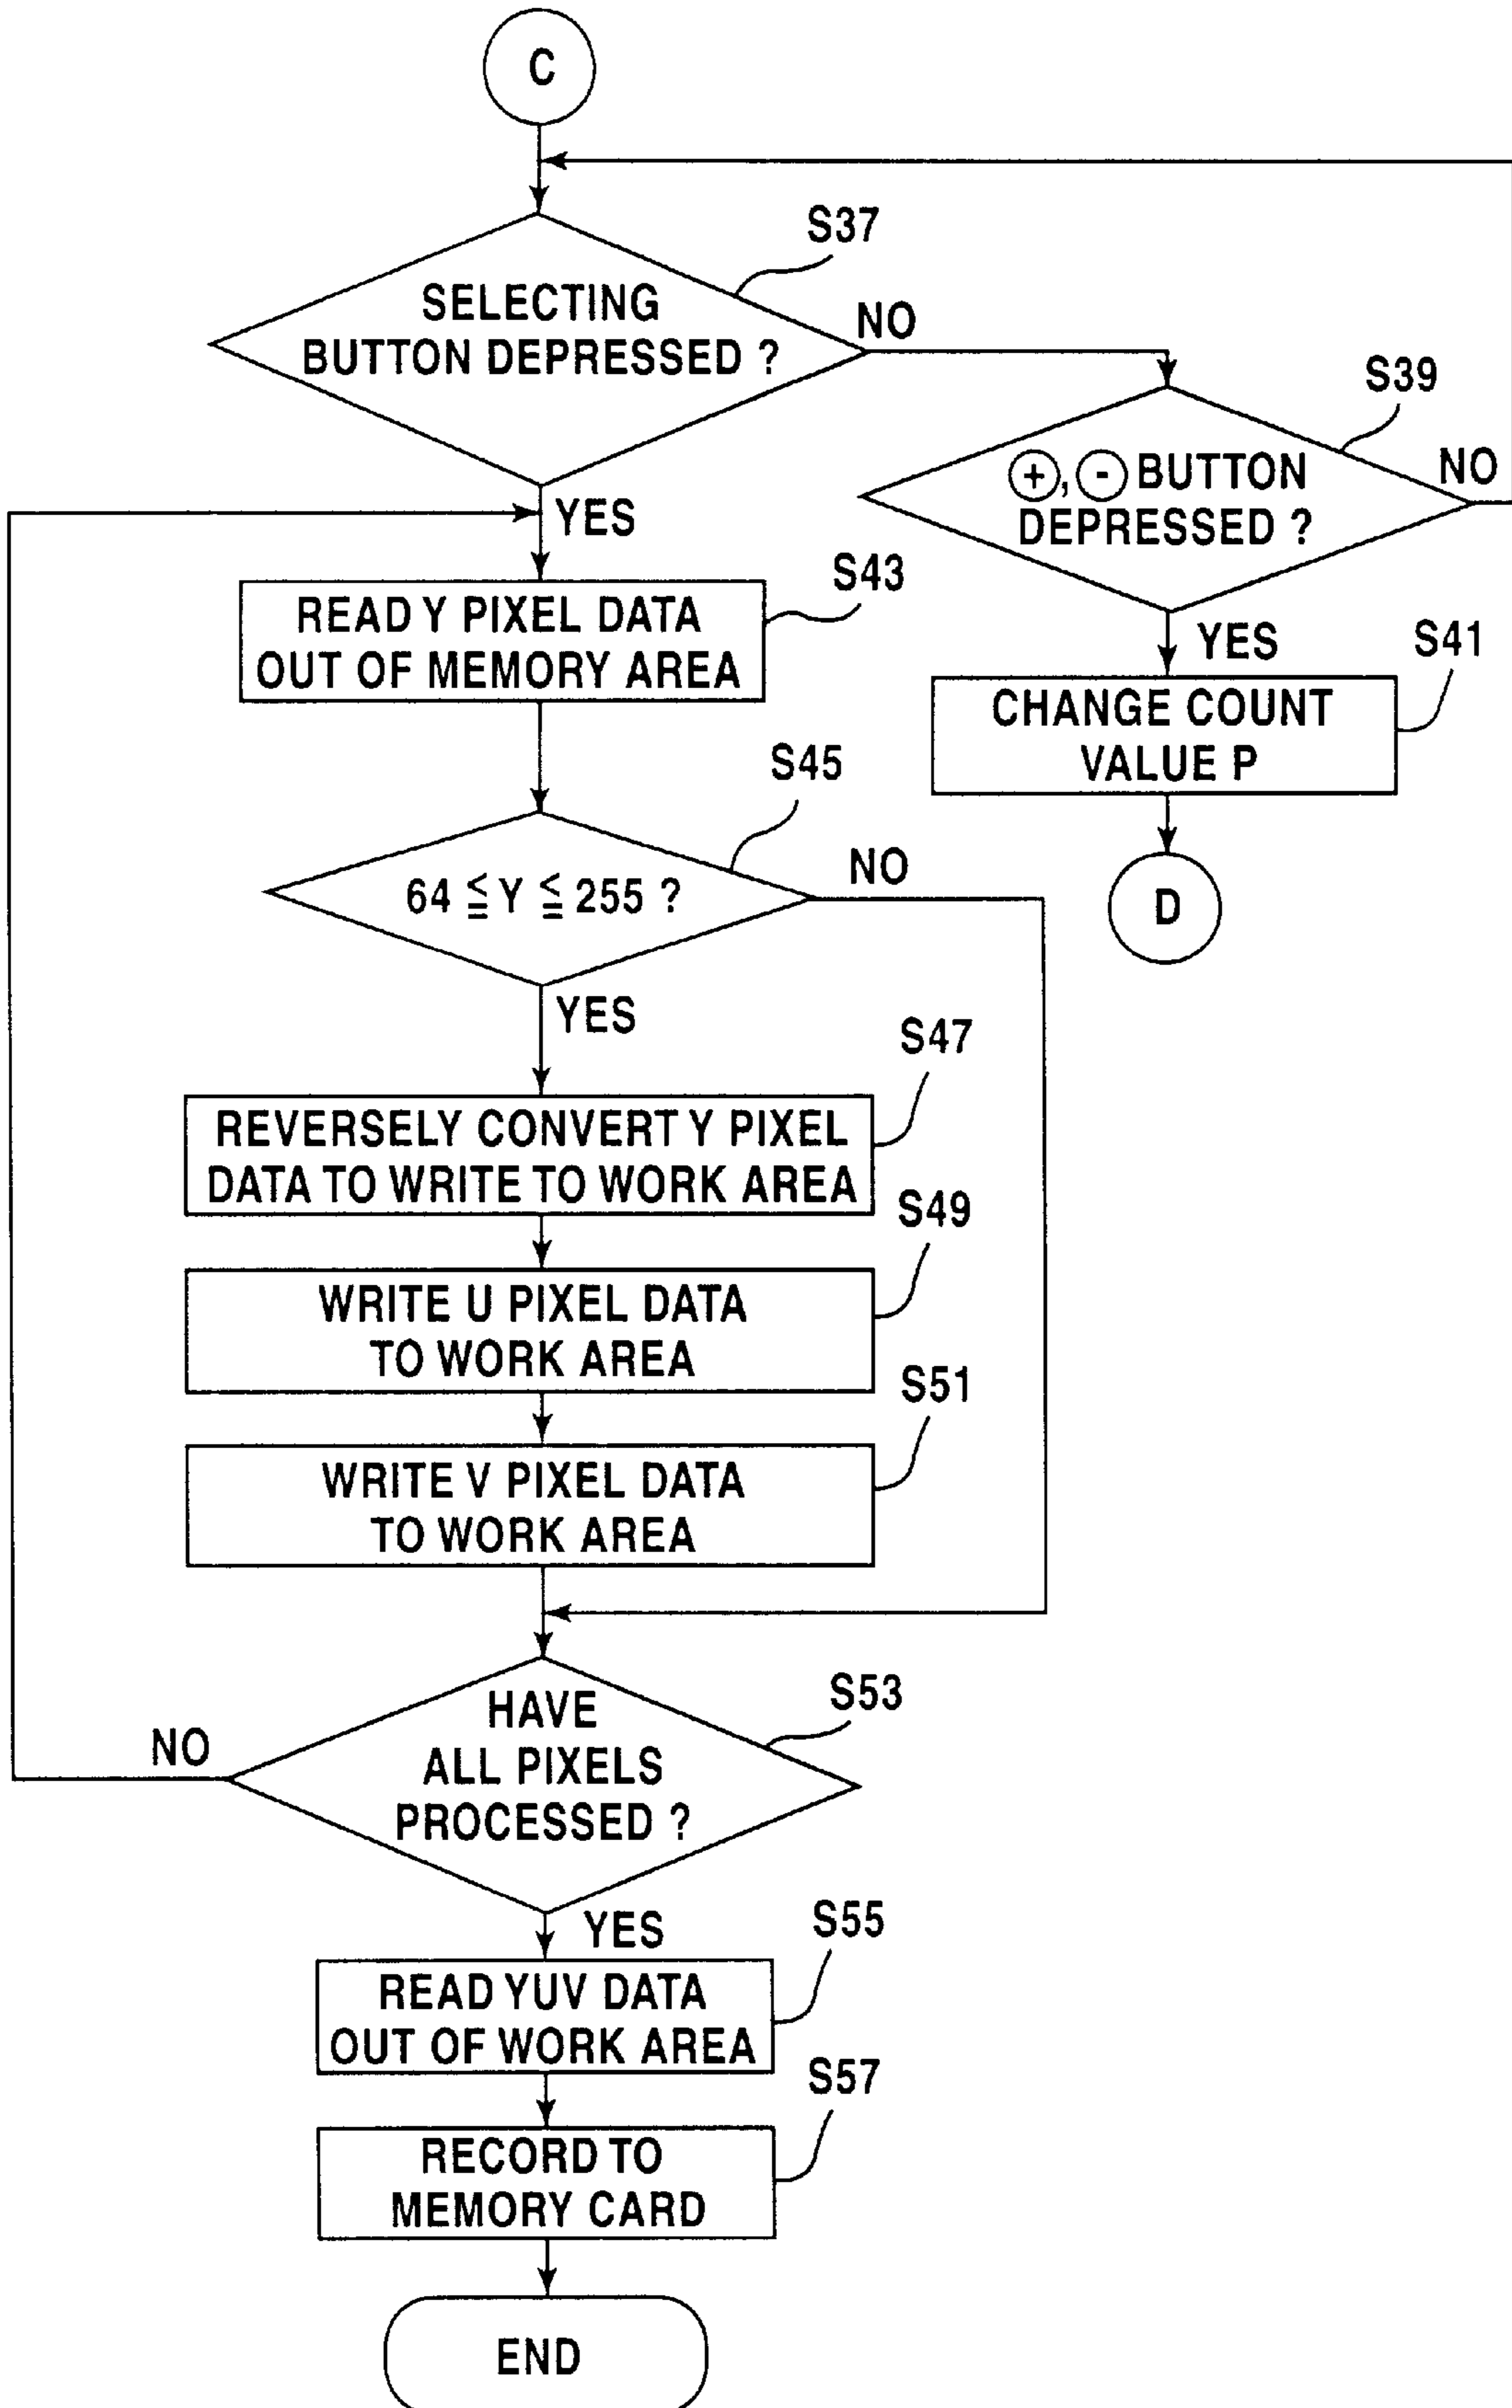 C
S37
SELECTING
BUTTON DEPRESSED ?
NO
S39
+, - BUTTON
DEPRESSED ?
NO
YES
YES
S43
READ Y PIXEL DATA
OUT OF MEMORY AREA
S41
CHANGE COUNT
VALUE P
D
S45
64 ≦ Y ≦ 255 ?
NO
YES
S47
REVERSELY CONVERT Y PIXEL
DATA TO WRITE TO WORK AREA
S49
WRITE U PIXEL DATA
TO WORK AREA
S51
WRITE V PIXEL DATA
TO WORK AREA
S53
HAVE
ALL PIXELS
PROCESSED ?
NO
YES
S55
READ YUV DATA
OUT OF WORK AREA
S57
RECORD TO
MEMORY CARD
END